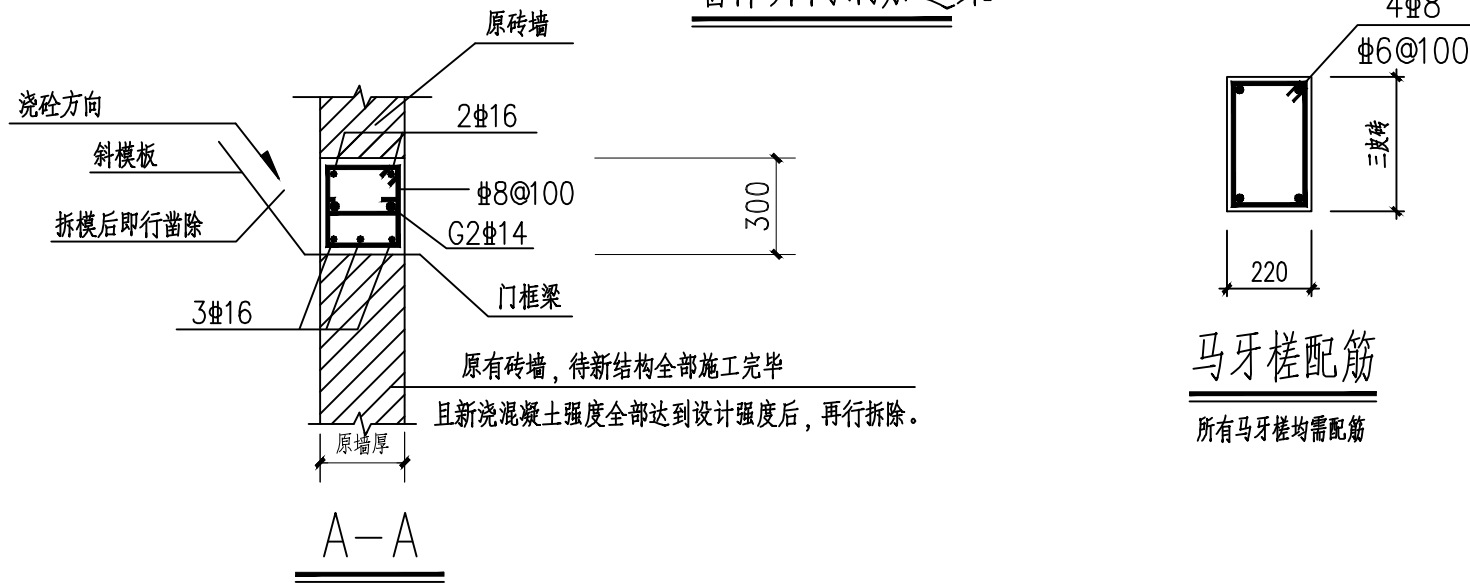 原砖墙
浇砼方向
2⌀16
斜模板
⌀8@100
拆模后即行凿除
G2⌀14
300
3⌀16
门框梁
原有砖墙，待新结构全部施工完毕
且新浇混凝土强度全部达到设计强度后，再行拆除。
原墙厚
A-A
4⌀8
⌀6@100
三皮砖
220
马牙槎配筋
所有马牙槎均需配筋